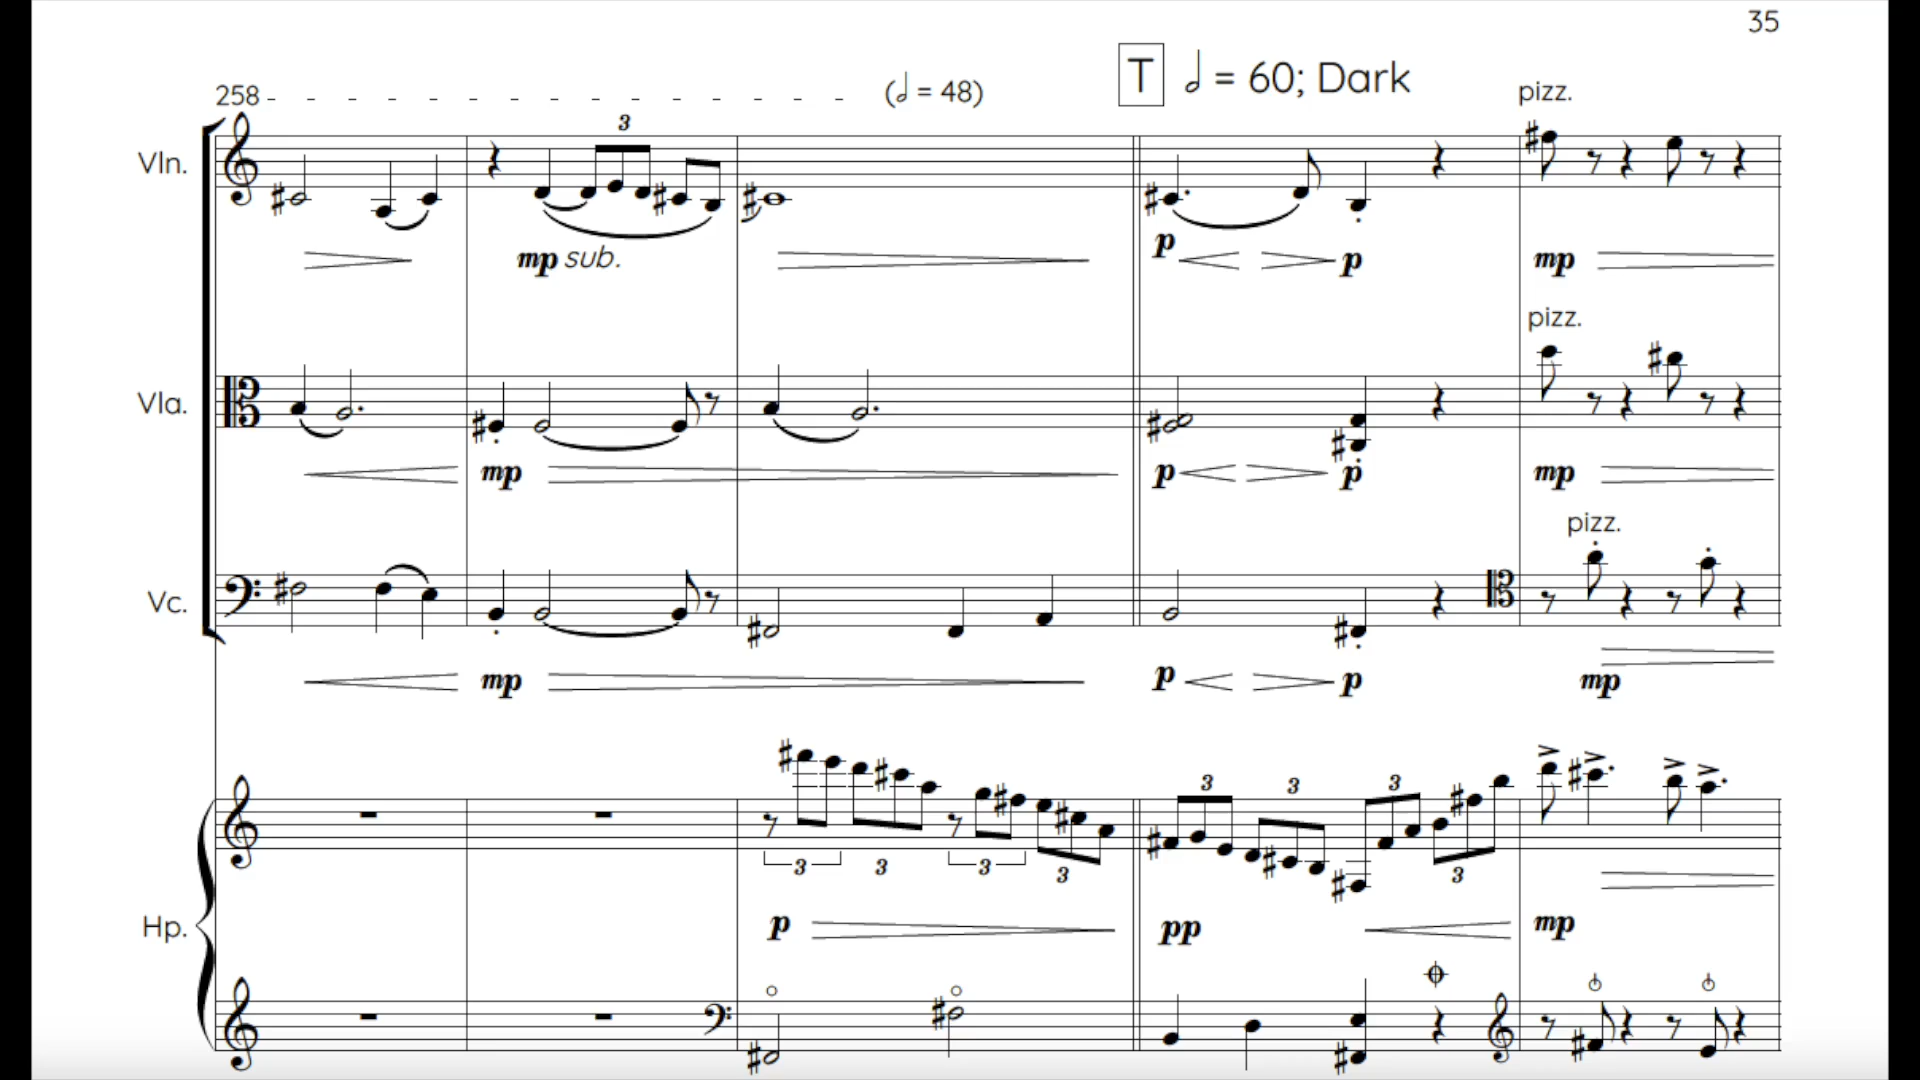 35
T 𝅗𝅥 = 60; Dark
258 (𝅗𝅥 = 48) pizz.
3
Vln.
p
mp sub. p mp
pizz.
Vla.
mp p p mp
pizz.
Vc.
mp p p mp
3 3 3
3 3 3 3 3
Hp.
p pp mp